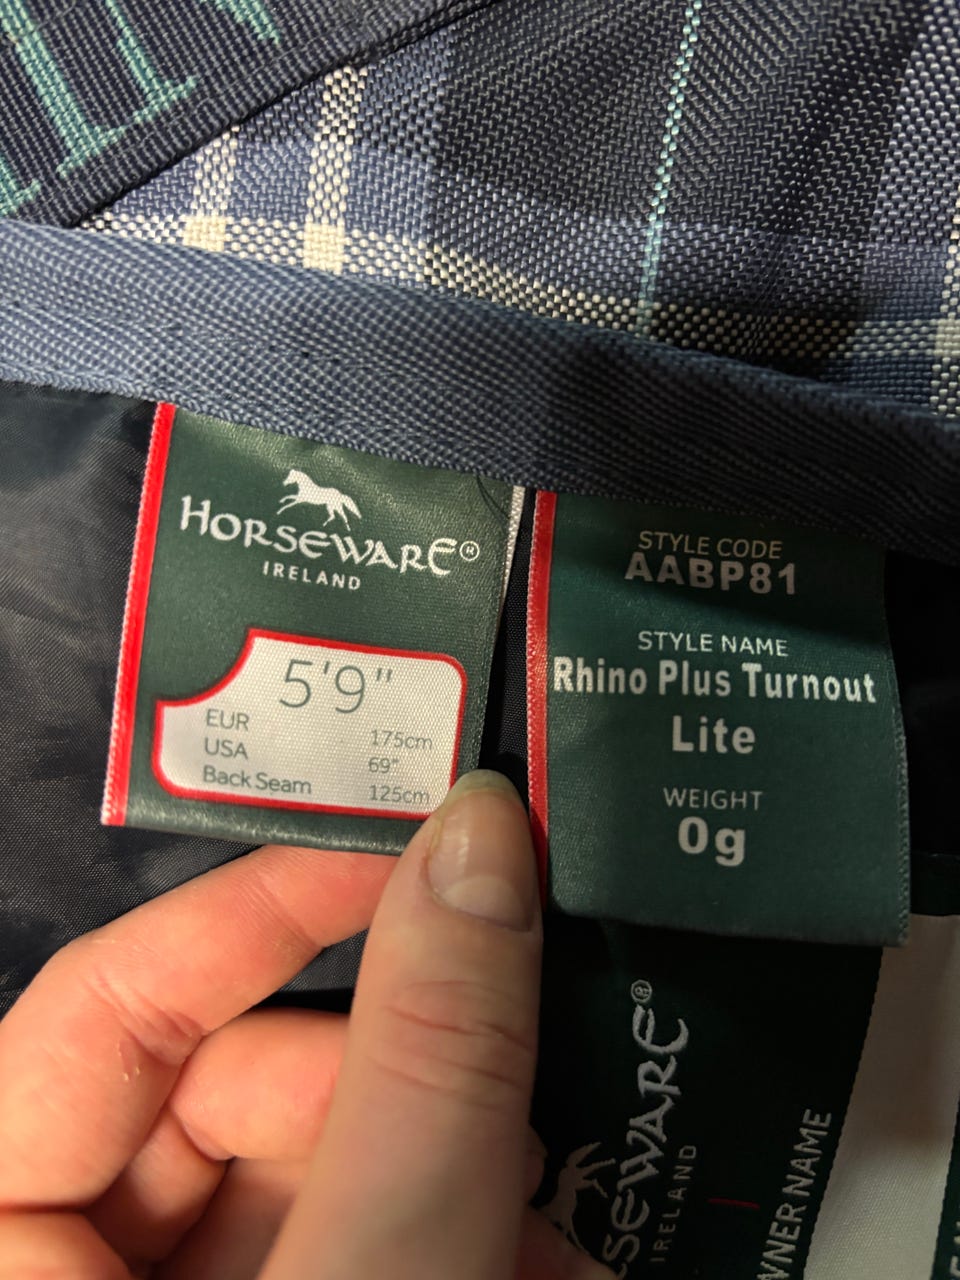 HORSEWARE®
IRELAND
5'9"
EUR 175cm
USA 69"
Back Seam 125cm
STYLE CODE
AABP81
STYLE NAME
Rhino Plus Turnout
Lite
WEIGHT
0g
HORSEWARE®
IRELAND
NAME